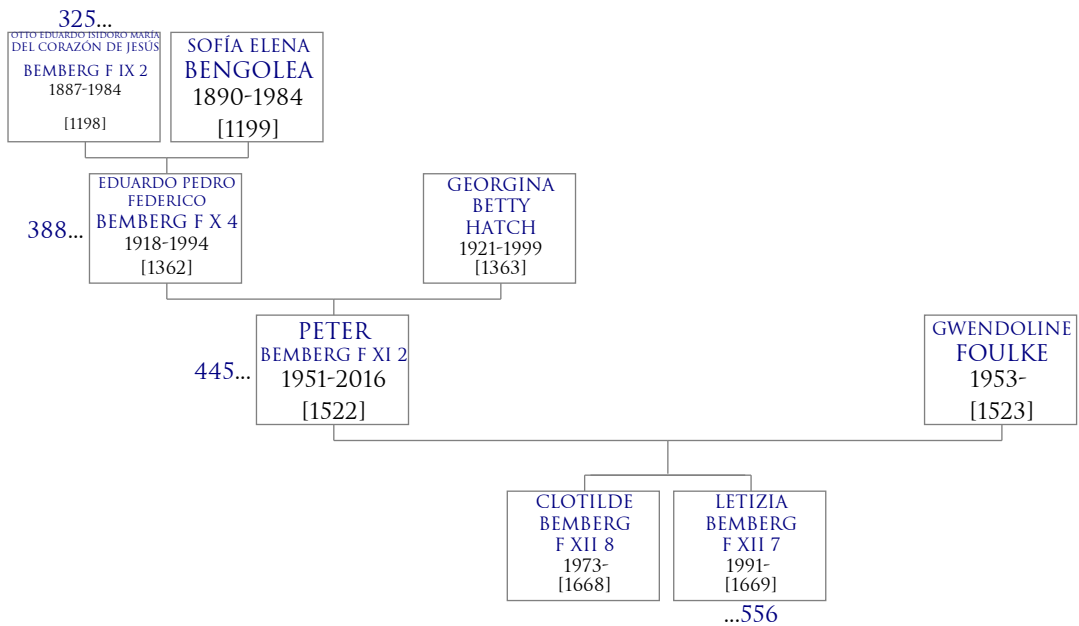 325...
OTTO EDUARDO ISIDORO MARÍA
DEL CORAZÓN DE JESÚS
BEMBERG F IX 2
1887-1984
[1198]
SOFÍA ELENA
BENGOLEA
1890-1984
[1199]
388...
EDUARDO PEDRO
FEDERICO
BEMBERG F X 4
1918-1994
[1362]
GEORGINA
BETTY
HATCH
1921-1999
[1363]
445...
PETER
BEMBERG F XI 2
1951-2016
[1522]
GWENDOLINE
FOULKE
1953-
[1523]
CLOTILDE
BEMBERG
F XII 8
1973-
[1668]
LETIZIA
BEMBERG
F XII 7
1991-
[1669]
...556